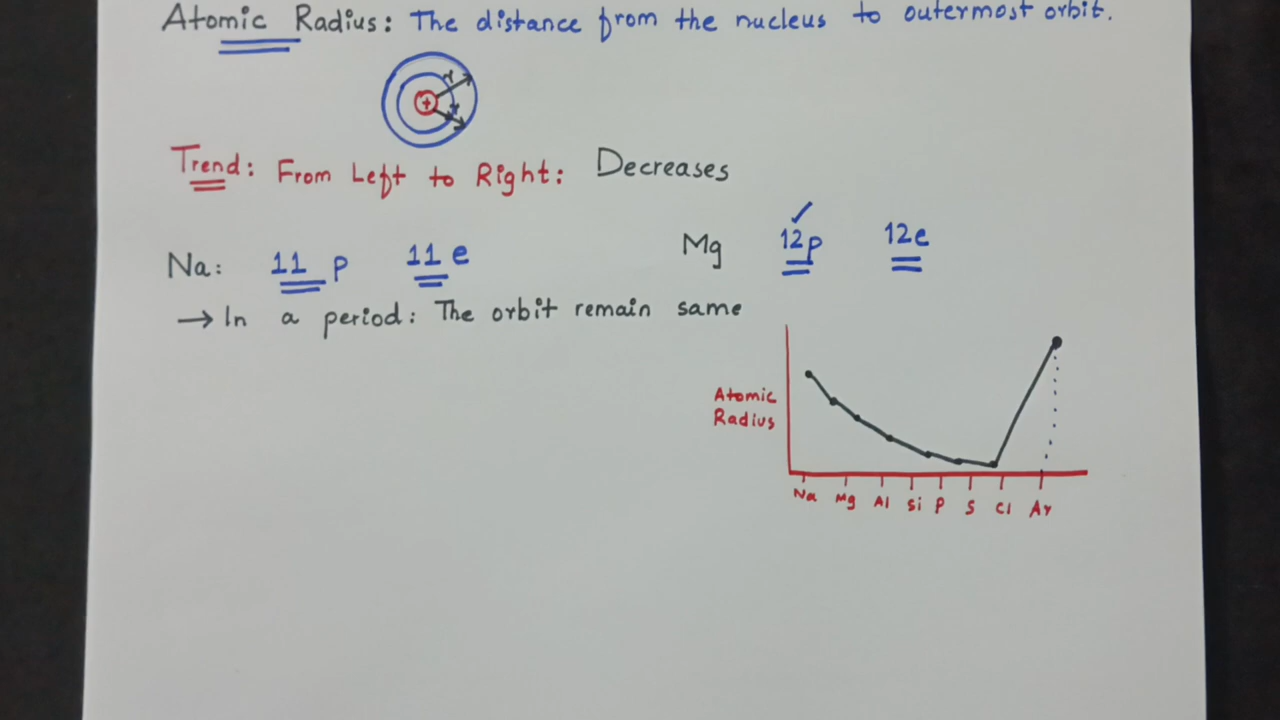 Atomic Radius: The distance from the nucleus to outermost orbit.
r
+
r
Trend: From Left to Right: Decreases
Na: 11 p 11 e Mg 12p 12e
→ In a period: The orbit remain same
Atomic
Radius
Na Mg Al Si P S Cl Ar